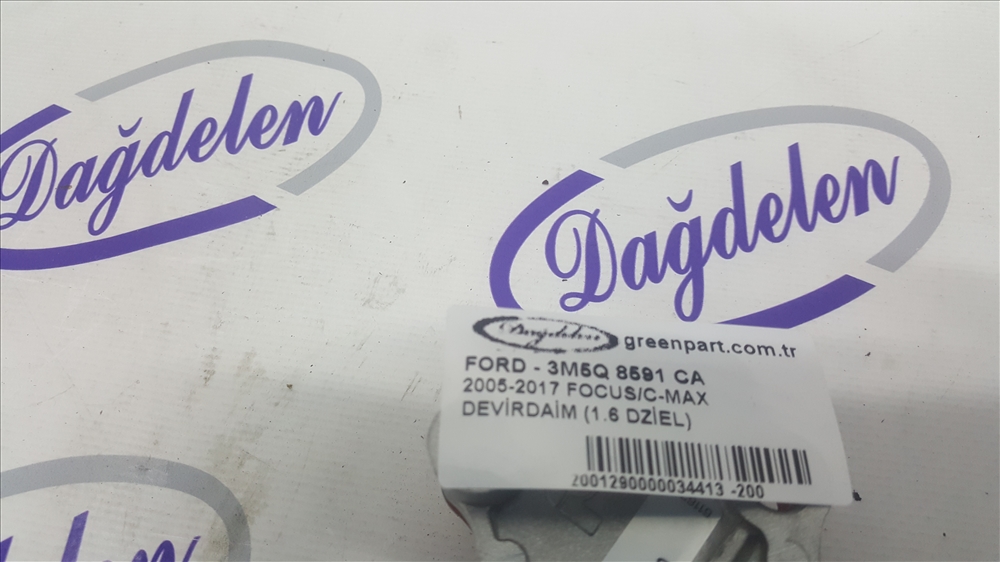 Dağdelen
Dağdelen
Dağdelen greenpart.com.tr
FORD - 3M5Q 8591 CA
2005-2017 FOCUS/C-MAX
DEVİRDAİM (1.6 DZİEL)
2001290000034413 -200